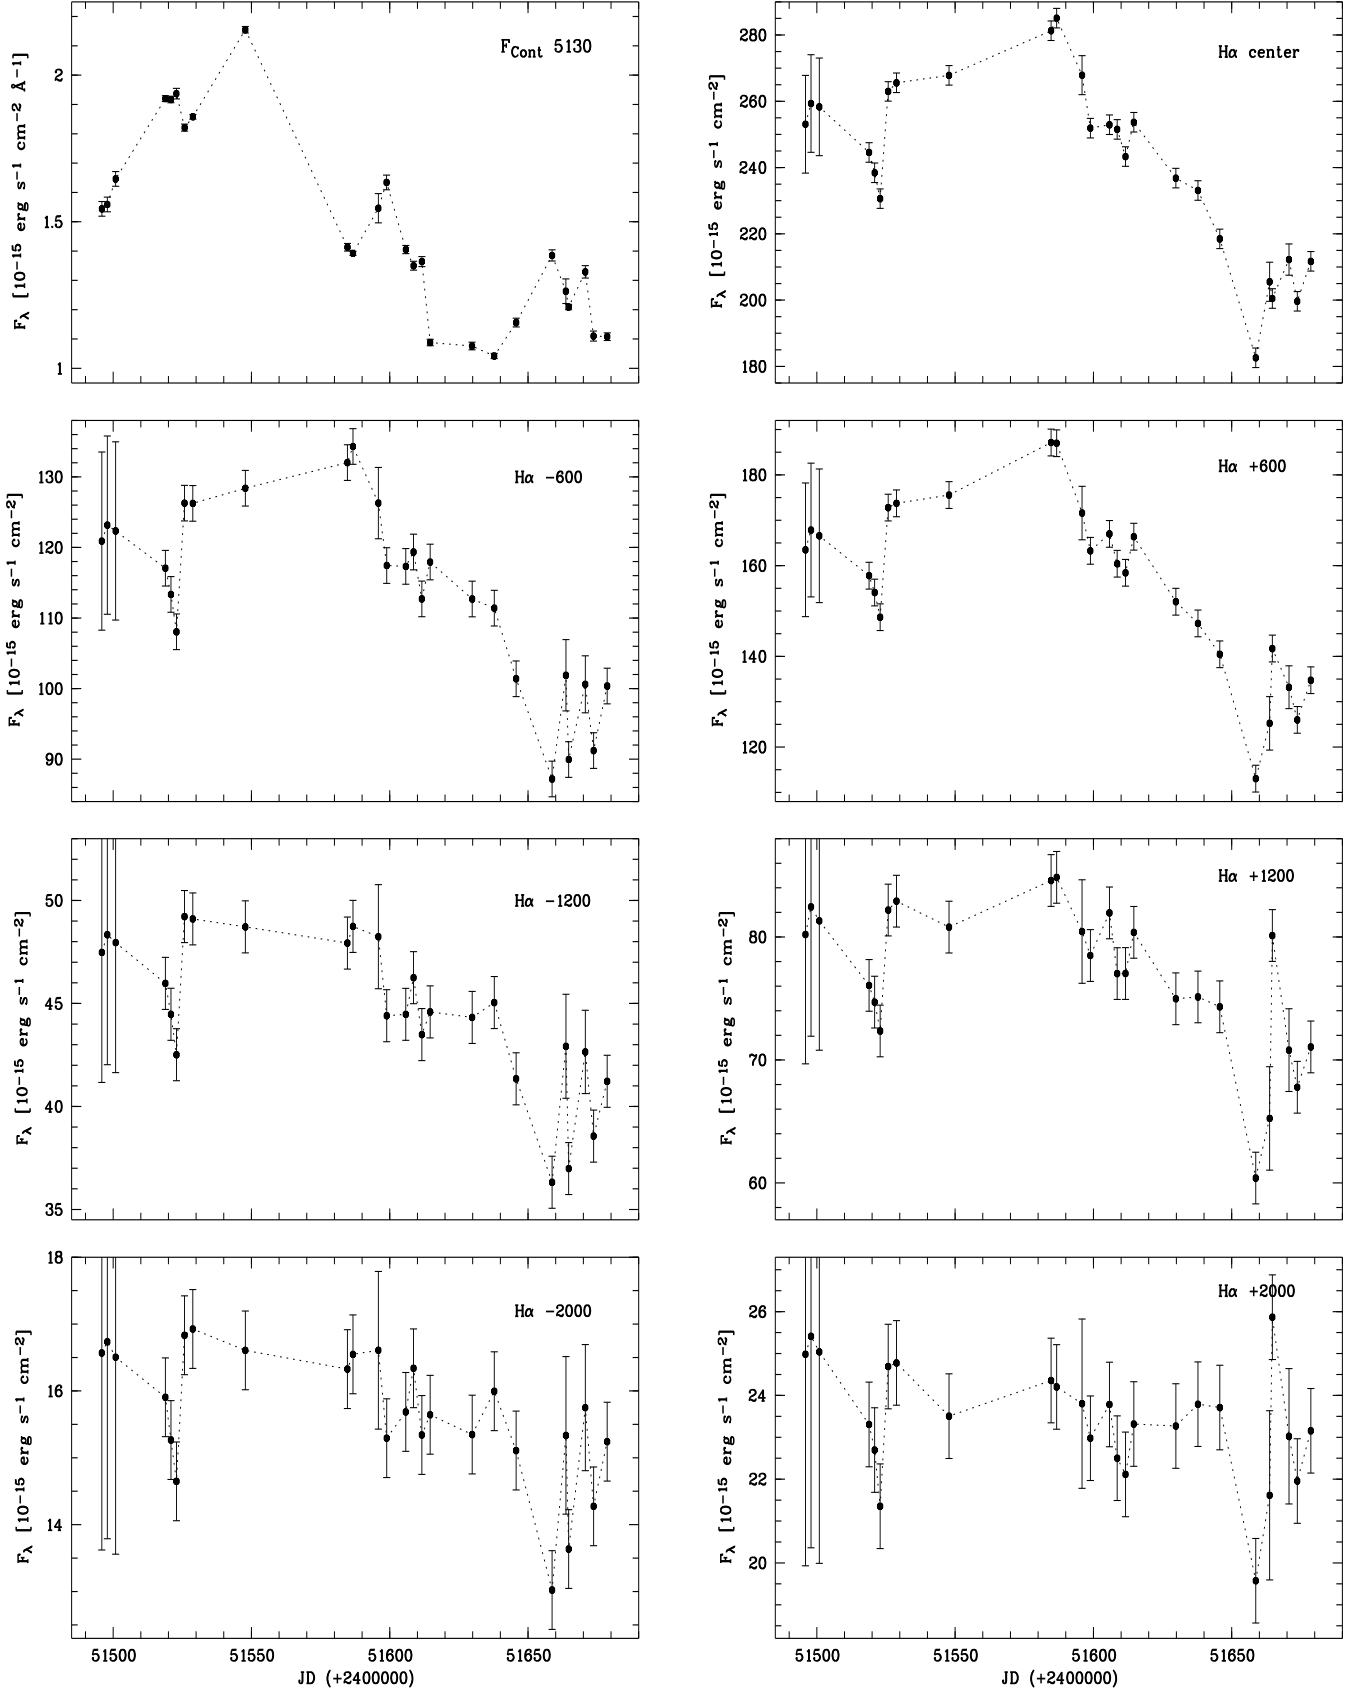 F_Cont 5130
2
1.5
1
F_λ [10^−15 erg s^−1 cm^−2 Å^−1]
Hα center
280
260
240
220
200
180
F_λ [10^−15 erg s^−1 cm^−2]
Hα −600
130
120
110
100
90
F_λ [10^−15 erg s^−1 cm^−2]
Hα +600
180
160
140
120
F_λ [10^−15 erg s^−1 cm^−2]
Hα −1200
50
45
40
35
F_λ [10^−15 erg s^−1 cm^−2]
Hα +1200
80
70
60
F_λ [10^−15 erg s^−1 cm^−2]
Hα −2000
18
16
14
F_λ [10^−15 erg s^−1 cm^−2]
51500 51550 51600 51650
JD (+2400000)
Hα +2000
26
24
22
20
F_λ [10^−15 erg s^−1 cm^−2]
51500 51550 51600 51650
JD (+2400000)